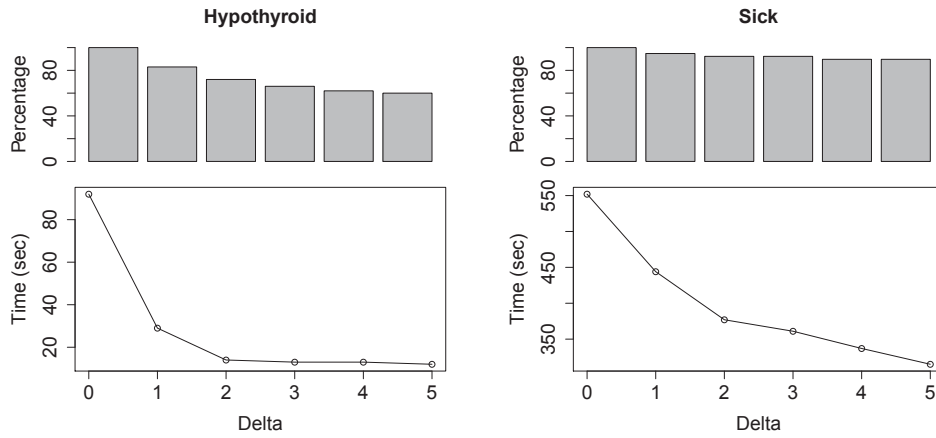 Hypothyroid
Percentage
0 40 80
Time (sec)
20 40 60 80
0 1 2 3 4 5
Delta
Sick
Percentage
0 40 80
Time (sec)
350 450 550
0 1 2 3 4 5
Delta